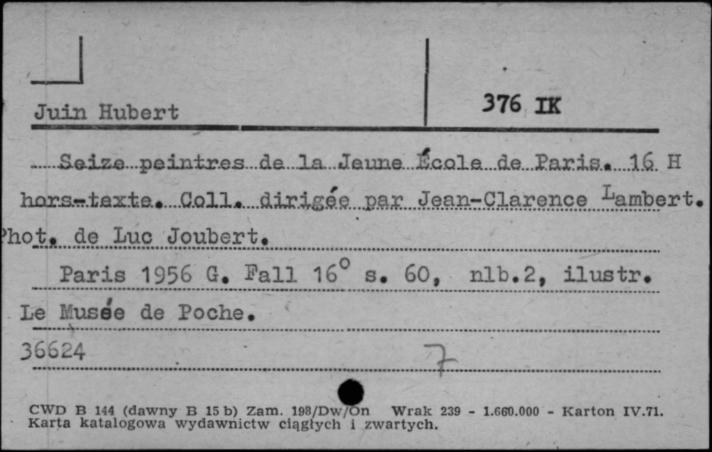 Juin Hubert
376 IK
Seize peintres de la Jeune École de Paris. 16 H
hors-texte. Coll. dirigée par Jean-Clarence Lambert.
Phot. de Luc Joubert.
Paris 1956 G. Fall 16° s. 60, nlb.2, ilustr.
Le Musée de Poche.
36624
7
CWD B 144 (dawny B 15 b) Zam. 198/Dw/On Wrak 239 - 1.660.000 - Karton IV.71.
Karta katalogowa wydawnictw ciągłych i zwartych.